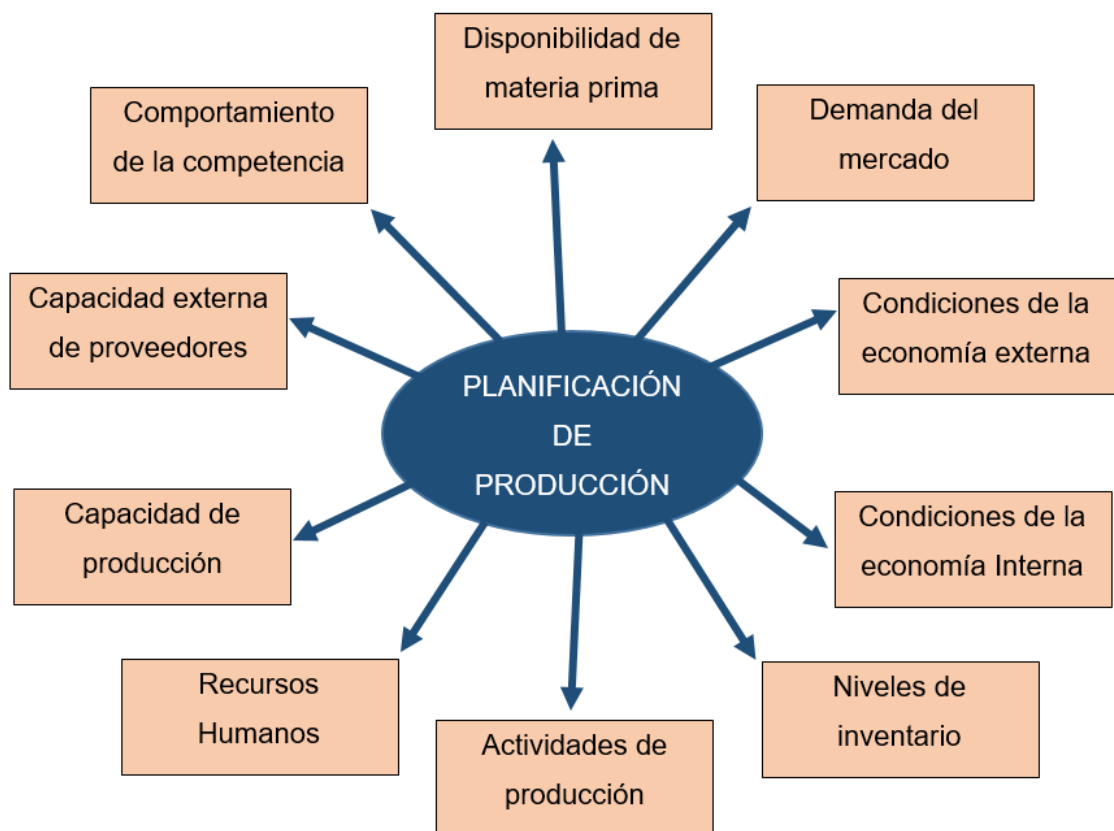 Disponibilidad de
materia prima
Comportamiento
de la competencia
Demanda del
mercado
Capacidad externa
de proveedores
Condiciones de la
economía externa
PLANIFICACIÓN
DE
PRODUCCIÓN
Capacidad de
producción
Condiciones de la
economía Interna
Recursos
Humanos
Actividades de
producción
Niveles de
inventario